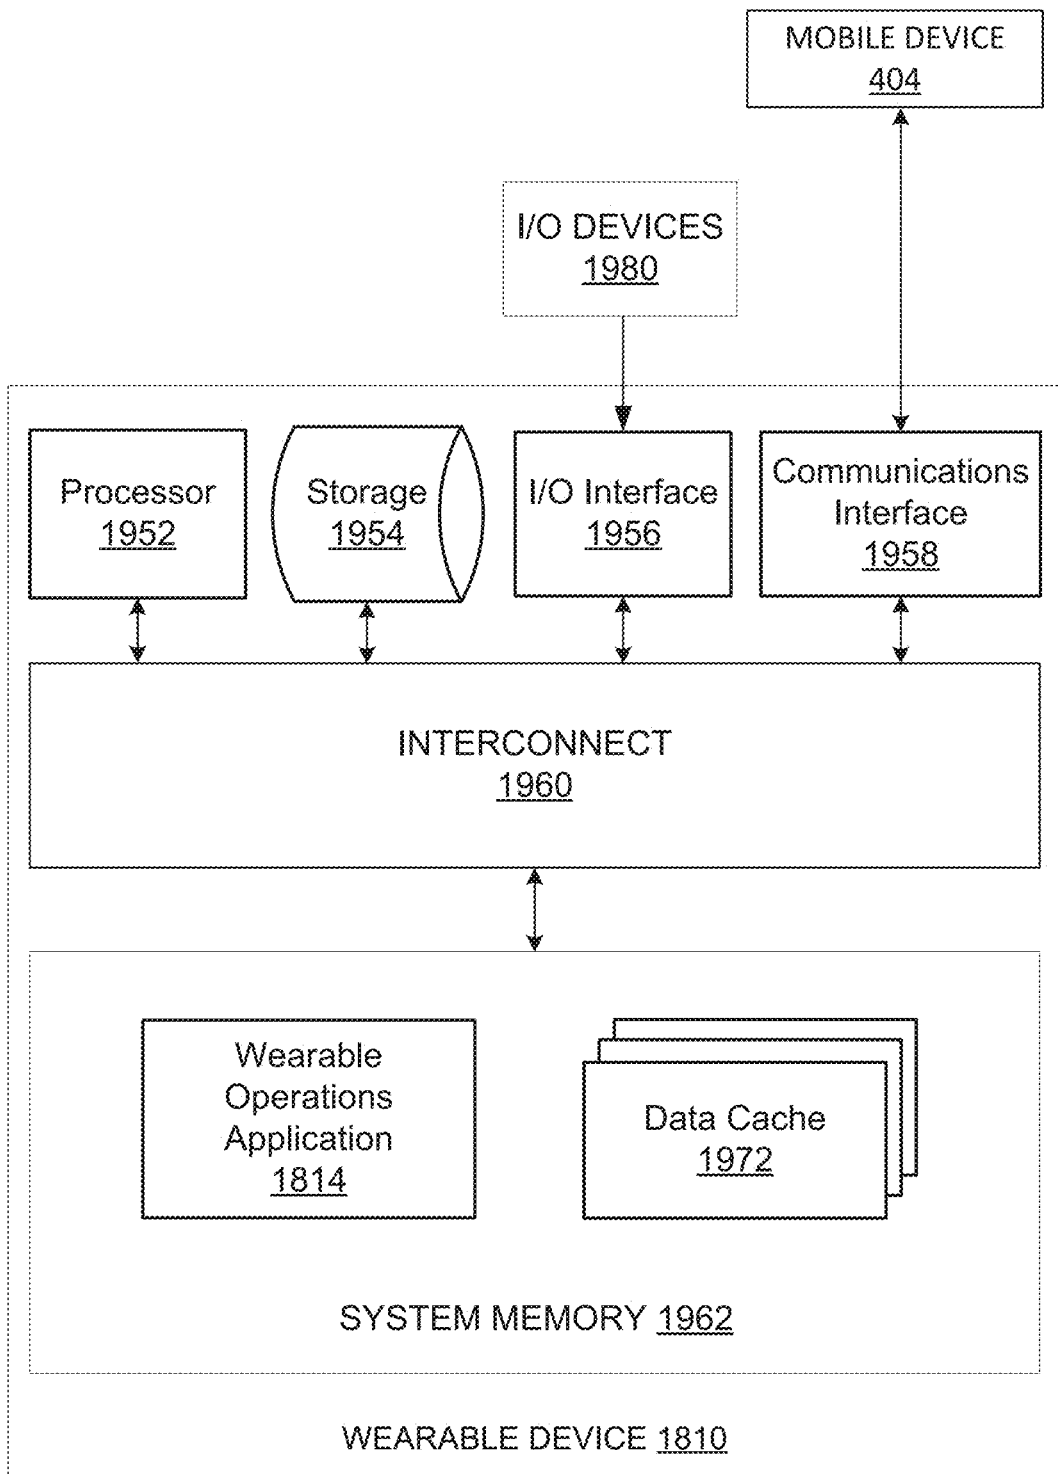 MOBILE DEVICE
404
I/O DEVICES
1980
Processor
1952
Storage
1954
I/O Interface
1956
Communications
Interface
1958
INTERCONNECT
1960
Wearable
Operations
Application
1814
Data Cache
1972
SYSTEM MEMORY 1962
WEARABLE DEVICE 1810